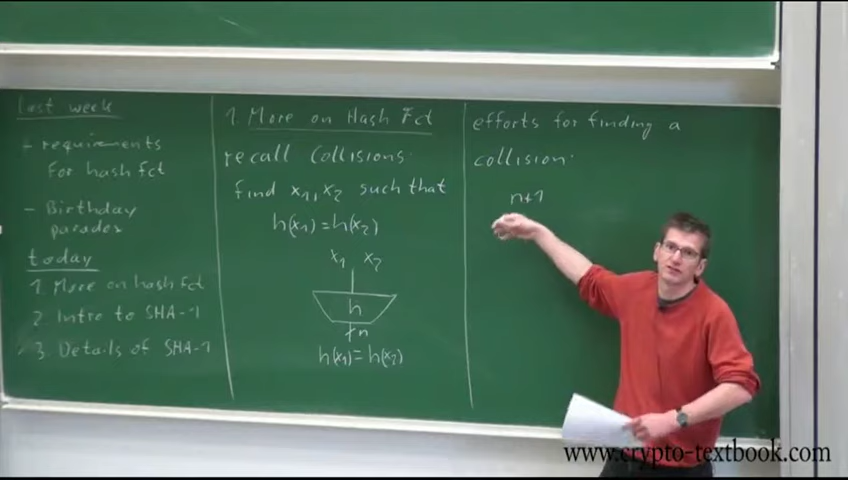 last week
- requirements
for hash fct
- Birthday
paradox
today
1. More on hash fct
2. Intro to SHA-1
3. Details of SHA-1
1. More on Hash Fct
recall Collisions.
find x1, x2 such that
h(x1)=h(x2)
x1 x2
h
n
h(x1)=h(x2)
efforts for finding a
collision.
n+1
www.crypto-textbook.com